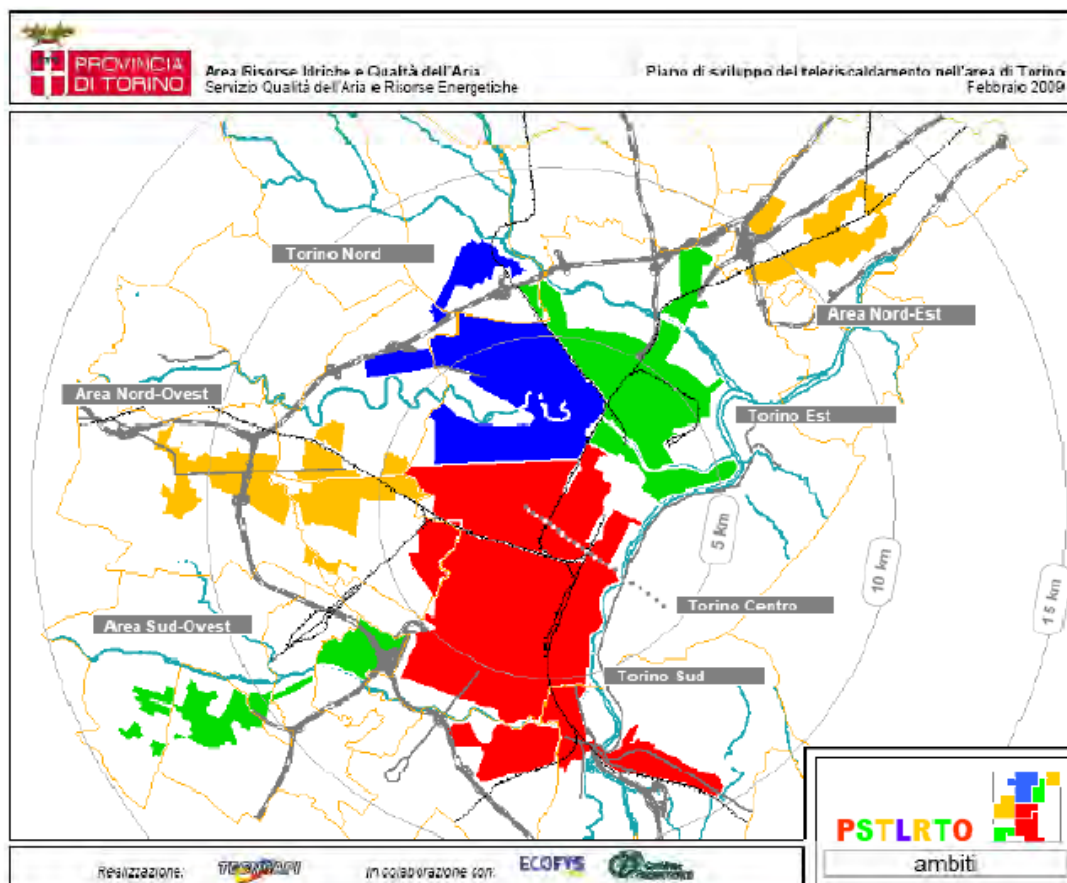 PROVINCIA
DI TORINO
Area Risorse Idriche e Qualità dell'Aria
Servizio Qualità dell'Aria e Risorse Energetiche
Piano di sviluppo del teleriscaldamento nell'area di Torino
Febbraio 2009
Torino Nord
Area Nord-Est
Area Nord-Ovest
Torino Est
5 km
10 km
15 km
Torino Centro
Area Sud-Ovest
Torino Sud
PSTLRTO
ambiti
Realizzazione:
In collaborazione con:
ECOFYS